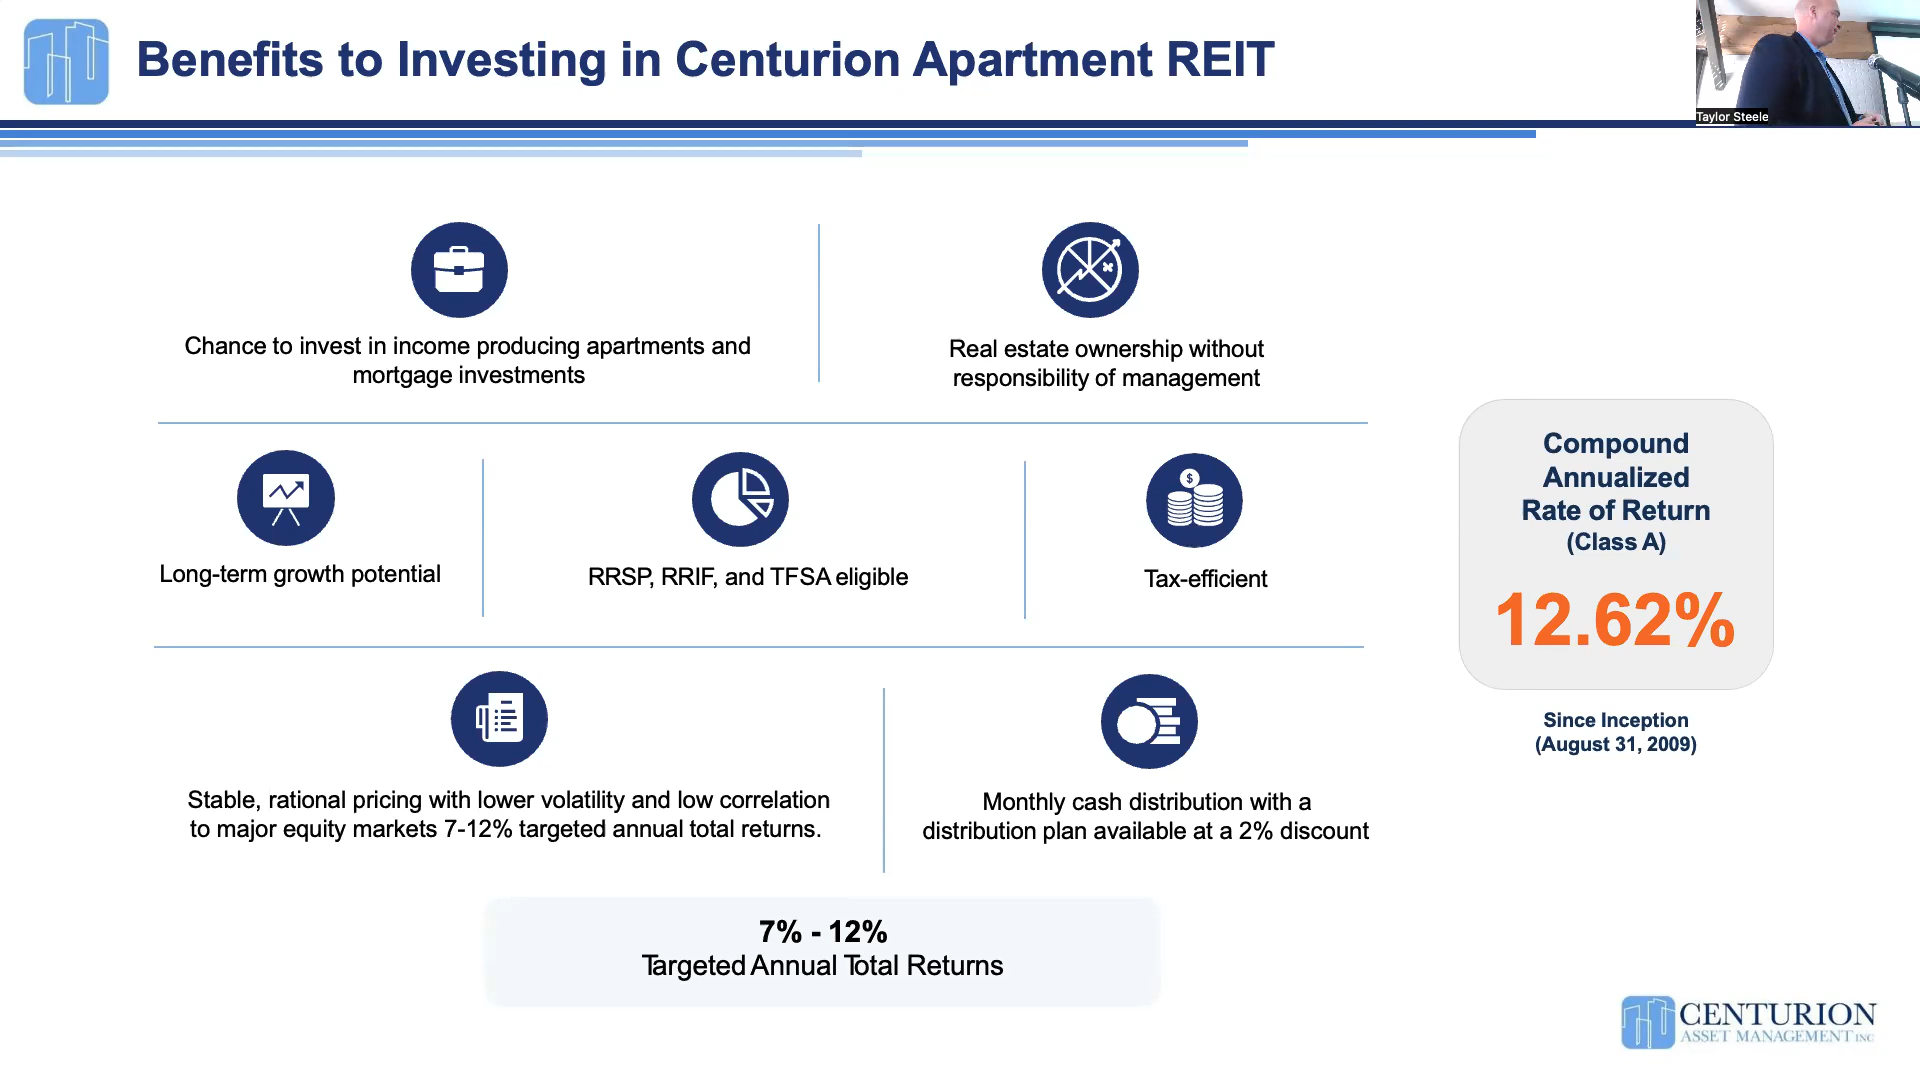 Benefits to Investing in Centurion Apartment REIT
Taylor Steele
Chance to invest in income producing apartments and
mortgage investments
Real estate ownership without
responsibility of management
Long-term growth potential
RRSP, RRIF, and TFSA eligible
$
Tax-efficient
Stable, rational pricing with lower volatility and low correlation
to major equity markets 7-12% targeted annual total returns.
Monthly cash distribution with a
distribution plan available at a 2% discount
7% - 12%
Targeted Annual Total Returns
Compound
Annualized
Rate of Return
(Class A)
12.62%
Since Inception
(August 31, 2009)
CENTURION
ASSET MANAGEMENT INC